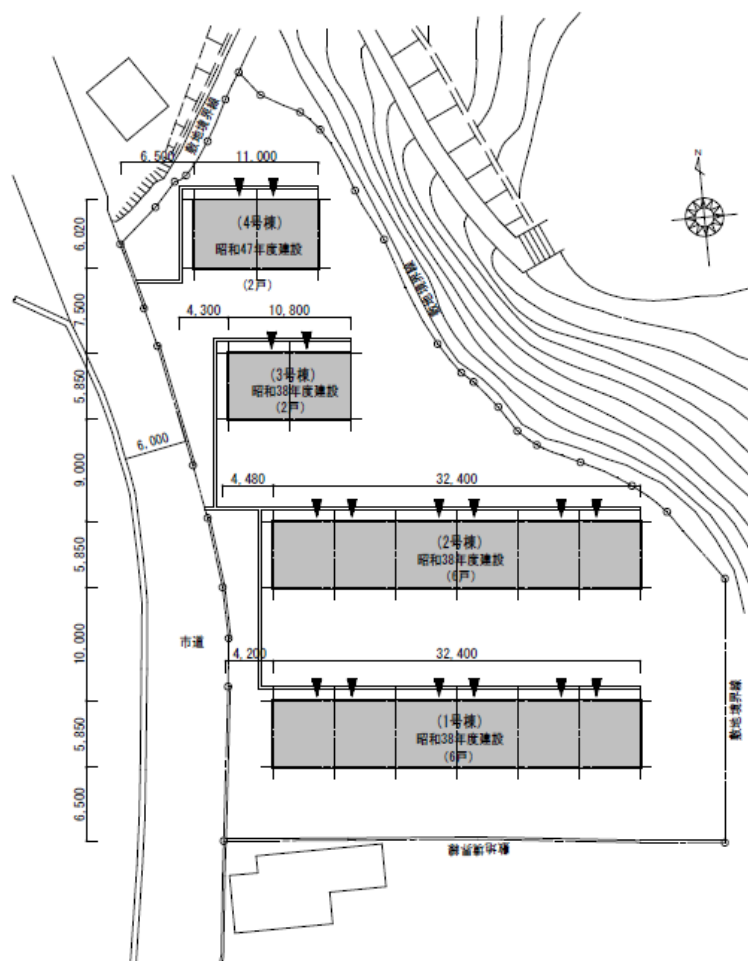 敷地境界線
6,500
11,000
N
(4号棟)
昭和47年度建設
(2戸)
6,020
7,500
4,300
10,800
敷地境界線
(3号棟)
昭和38年度建設
(2戸)
5,850
6,000
9,000
4,480
32,400
(2号棟)
昭和38年度建設
(6戸)
5,850
市道
10,000
4,200
32,400
敷地境界線
(1号棟)
昭和38年度建設
(6戸)
5,850
6,500
敷地境界線